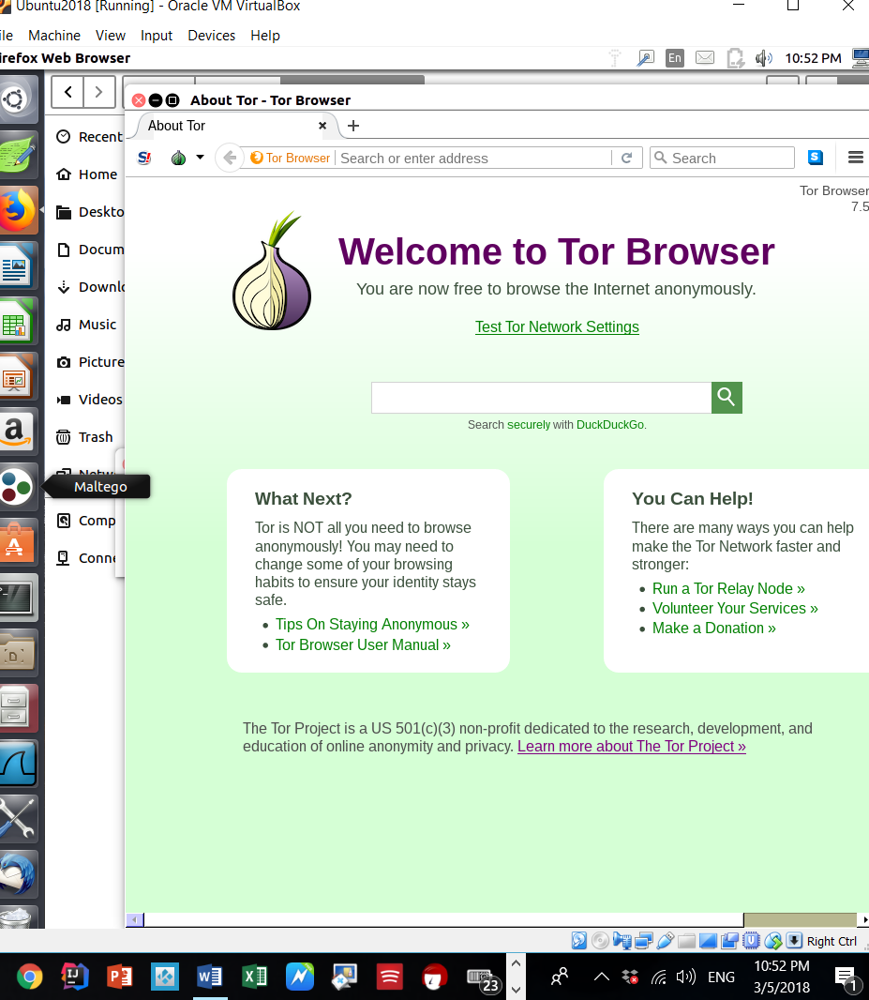 Ubuntu2018 [Running] - Oracle VM VirtualBox
ile Machine View Input Devices Help
irefox Web Browser En 10:52 PM
About Tor - Tor Browser
About Tor
Tor Browser Search or enter address Search
Tor Browser
7.5
Recent
Home
Deskto
Docum
Downlo
Music
Picture
Videos
Trash
Maltego
Comp
Conne
Welcome to Tor Browser
You are now free to browse the Internet anonymously.
Test Tor Network Settings
Search securely with DuckDuckGo.
What Next?
Tor is NOT all you need to browse
anonymously! You may need to
change some of your browsing
habits to ensure your identity stays
safe.
Tips On Staying Anonymous »
Tor Browser User Manual »
You Can Help!
There are many ways you can help
make the Tor Network faster and
stronger:
Run a Tor Relay Node »
Volunteer Your Services »
Make a Donation »
The Tor Project is a US 501(c)(3) non-profit dedicated to the research, development, and
education of online anonymity and privacy. Learn more about The Tor Project »
Right Ctrl
23
ENG
10:52 PM
3/5/2018
1